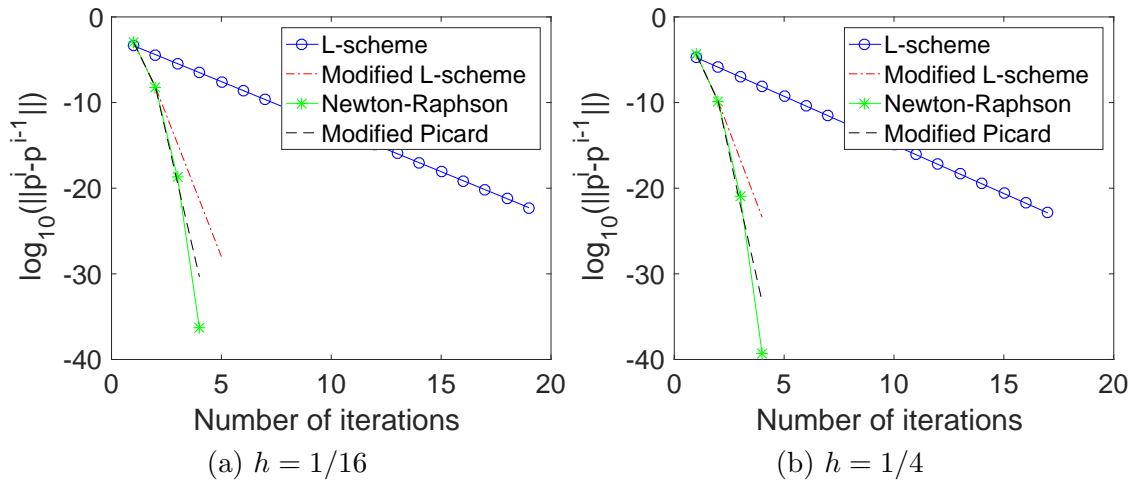 0
-10
-20
-30
-40
log10(||p^i-p^{i-1}||)
L-scheme
Modified L-scheme
Newton-Raphson
Modified Picard
0 5 10 15 20
Number of iterations
(a) h = 1/16
0
-10
-20
-30
-40
log10(||p^i-p^{i-1}||)
L-scheme
Modified L-scheme
Newton-Raphson
Modified Picard
0 5 10 15 20
Number of iterations
(b) h = 1/4